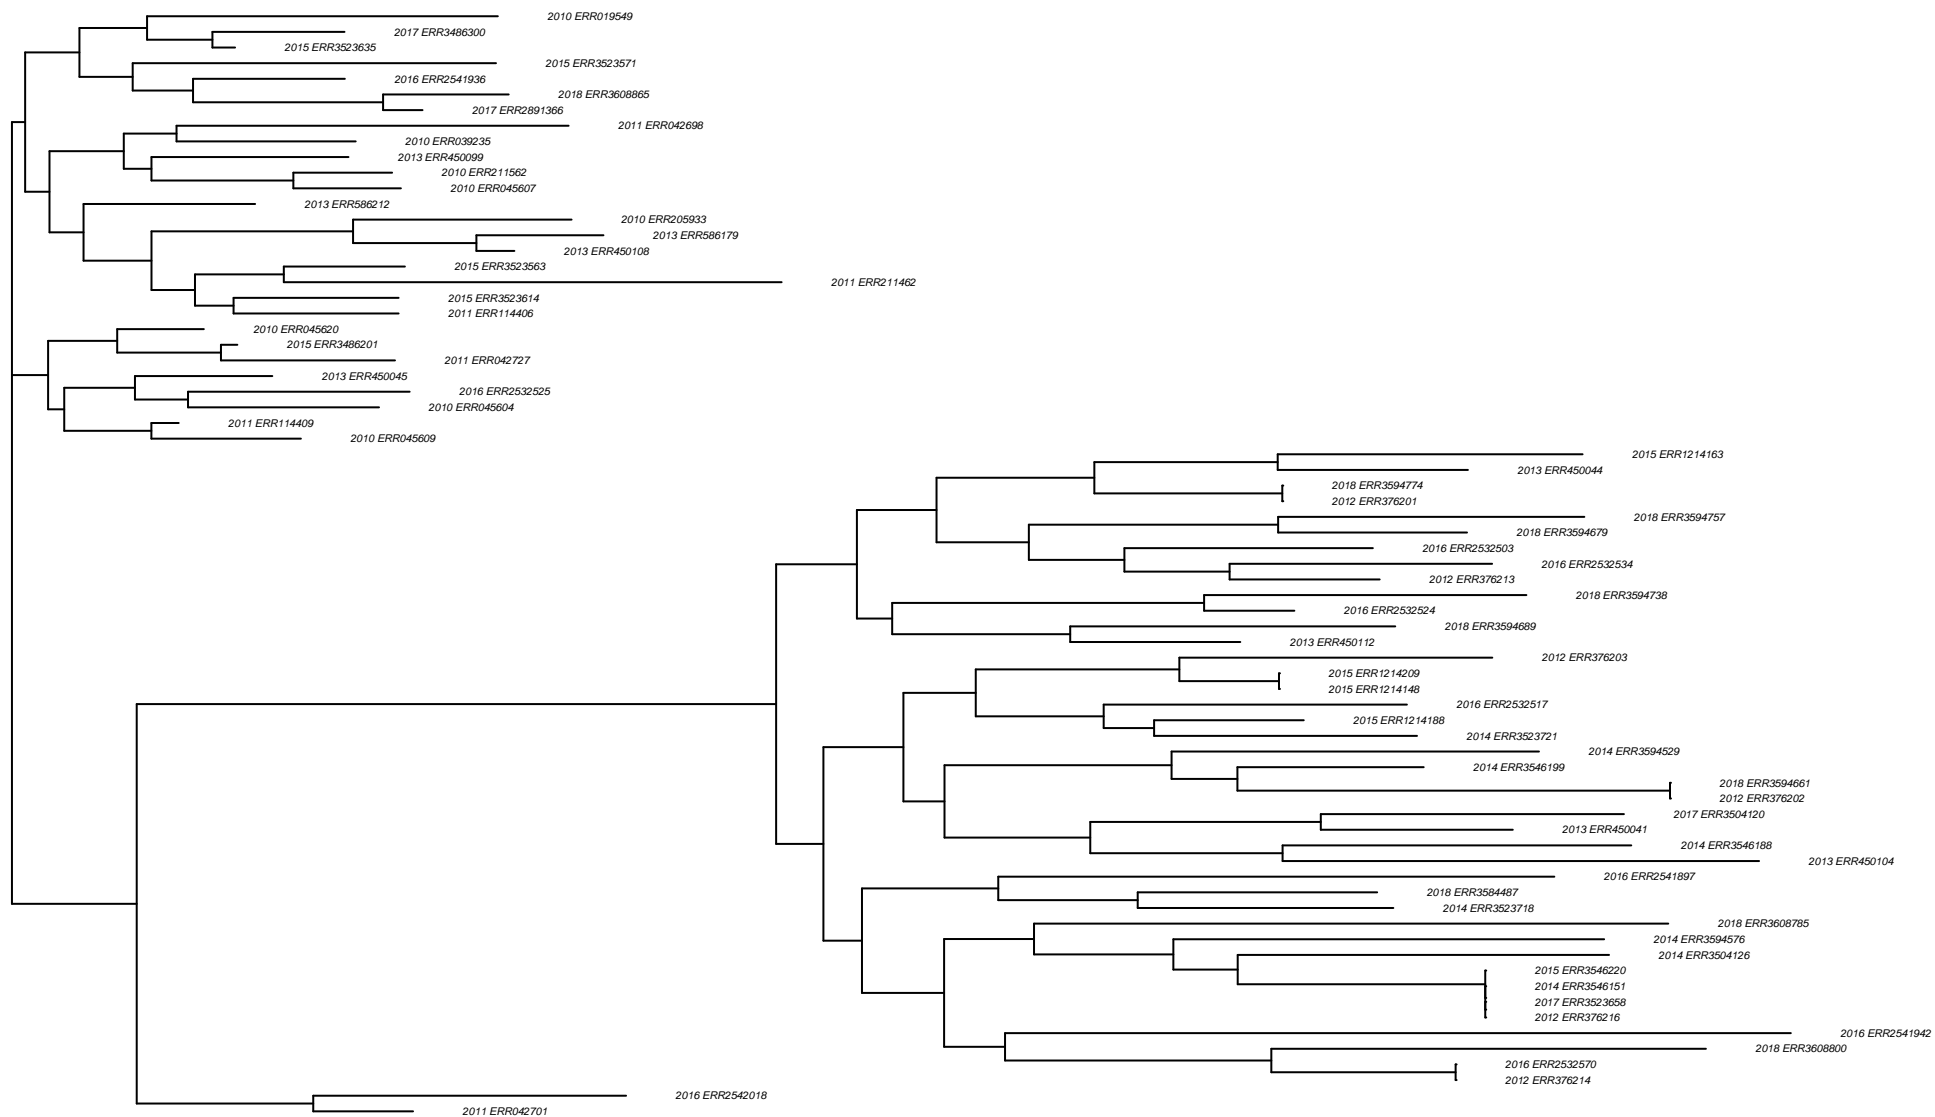 2010 ERR019549
2017 ERR3486300
2015 ERR3523635
2015 ERR3523571
2016 ERR2541936
2018 ERR3608865
2017 ERR2891366
2011 ERR042698
2010 ERR039235
2013 ERR450099
2010 ERR211562
2010 ERR045607
2013 ERR586212
2010 ERR205933
2013 ERR586179
2013 ERR450108
2015 ERR3523563
2011 ERR211462
2015 ERR3523614
2011 ERR114406
2010 ERR045620
2015 ERR3486201
2011 ERR042727
2013 ERR450045
2016 ERR2532525
2010 ERR045604
2011 ERR114409
2010 ERR045609
2015 ERR1214163
2013 ERR450044
2018 ERR3594774
2012 ERR376201
2018 ERR3594757
2018 ERR3594679
2016 ERR2532503
2016 ERR2532534
2012 ERR376213
2018 ERR3594738
2016 ERR2532524
2018 ERR3594689
2013 ERR450112
2012 ERR376203
2015 ERR1214209
2015 ERR1214148
2016 ERR2532517
2015 ERR1214188
2014 ERR3523721
2014 ERR3594529
2014 ERR3546199
2018 ERR3594661
2012 ERR376202
2017 ERR3504120
2013 ERR450041
2014 ERR3546188
2013 ERR450104
2016 ERR2541897
2018 ERR3584487
2014 ERR3523718
2018 ERR3608785
2014 ERR3594576
2014 ERR3504126
2015 ERR3546220
2014 ERR3546151
2017 ERR3523658
2012 ERR376216
2016 ERR2541942
2018 ERR3608800
2016 ERR2532570
2012 ERR376214
2016 ERR2542018
2011 ERR042701